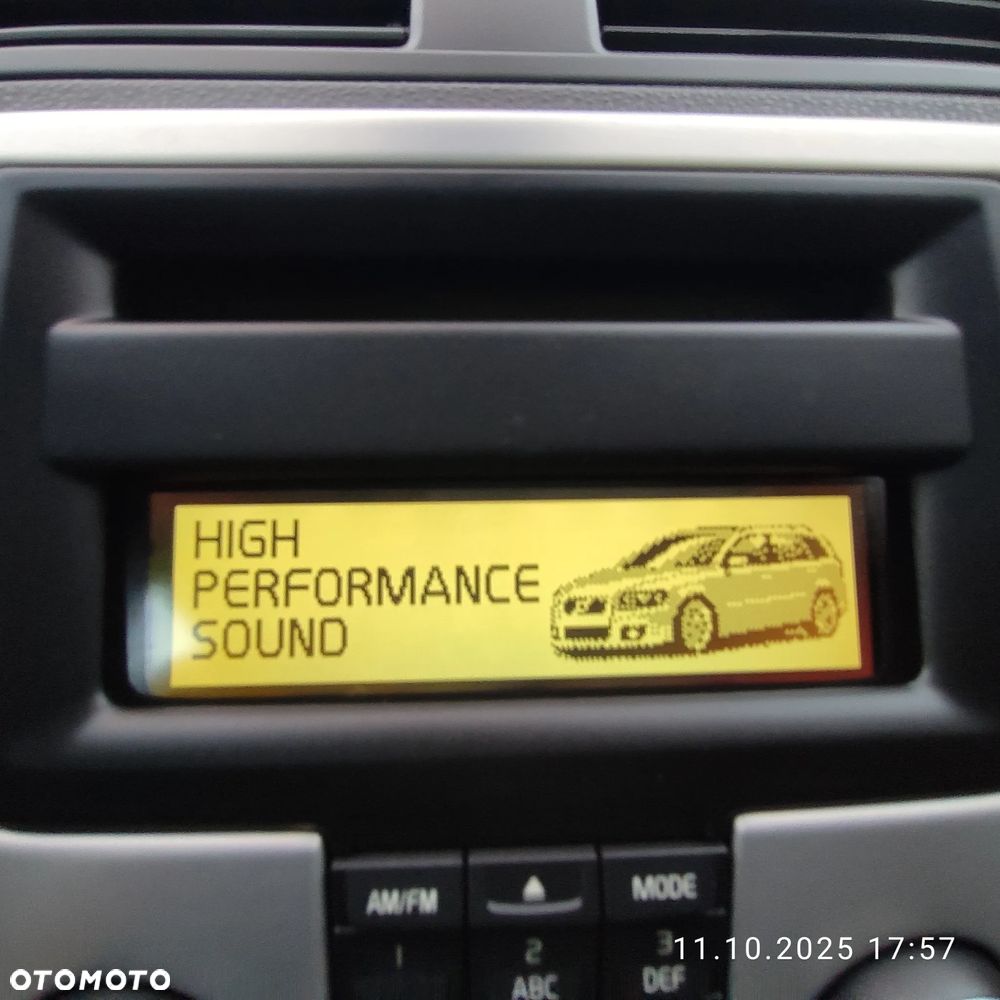 HIGH
PERFORMANCE
SOUND
AM/FM
MODE
1
2
3
ABC
DEF
11.10.2025 17:57
OTOMOTO